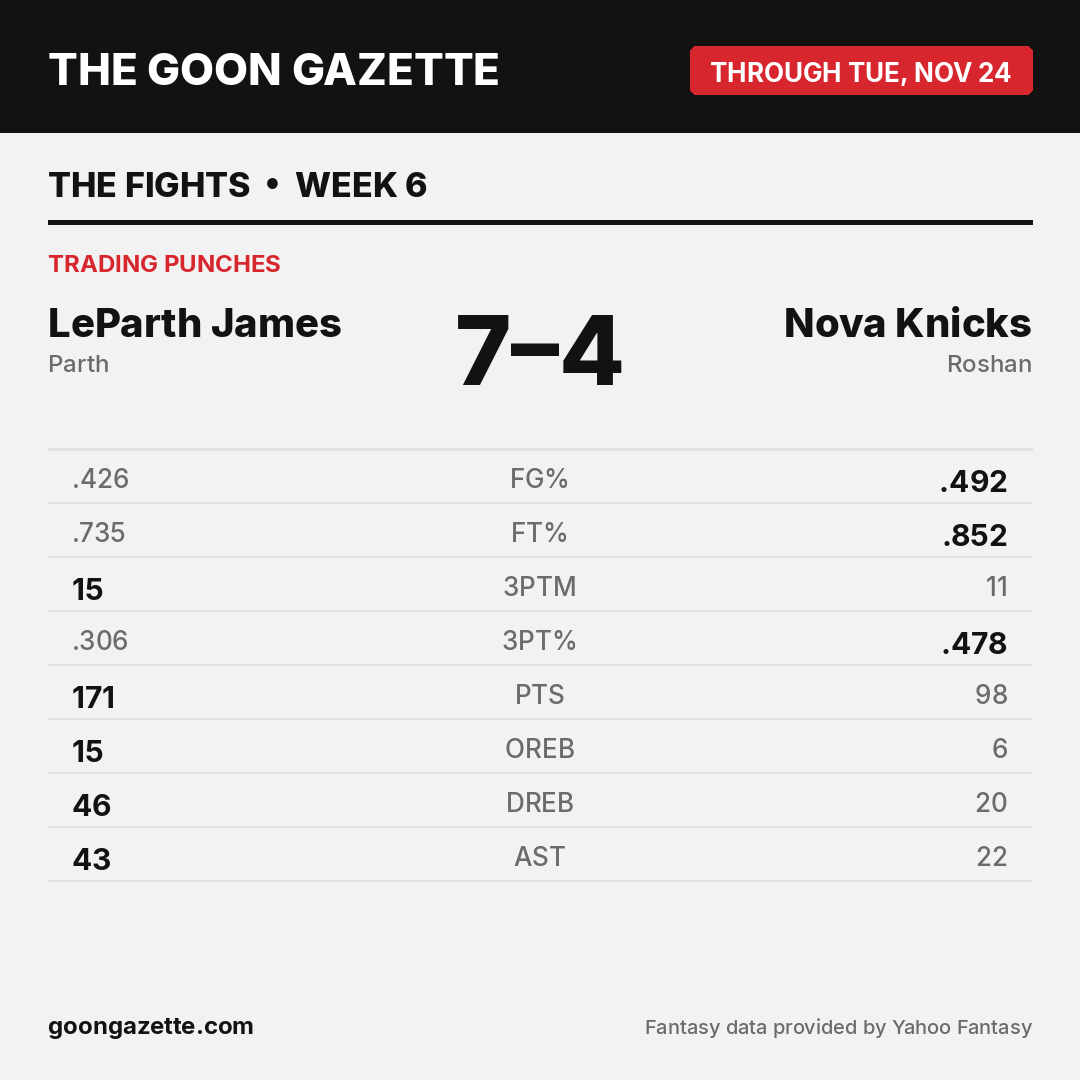 THE GOON GAZETTE
THROUGH TUE, NOV 24
THE FIGHTS • WEEK 6
TRADING PUNCHES
LeParth James 7–4 Nova Knicks
Parth Roshan
.426 FG% .492
.735 FT% .852
15 3PTM 11
.306 3PT% .478
171 PTS 98
15 OREB 6
46 DREB 20
43 AST 22
goongazette.com
Fantasy data provided by Yahoo Fantasy